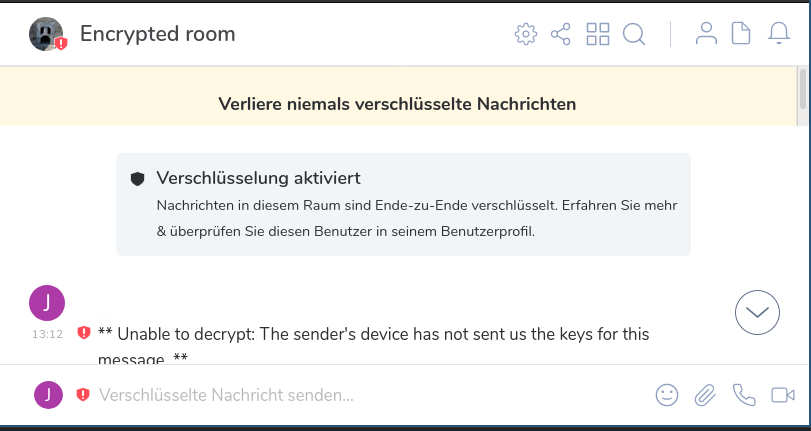 Encrypted room
Verliere niemals verschlüsselte Nachrichten
Verschlüsselung aktiviert
Nachrichten in diesem Raum sind Ende-zu-Ende verschlüsselt. Erfahren Sie mehr
& überprüfen Sie diesen Benutzer in seinem Benutzerprofil.
J
13:12 ** Unable to decrypt: The sender's device has not sent us the keys for this
message. **
J Verschlüsselte Nachricht senden...